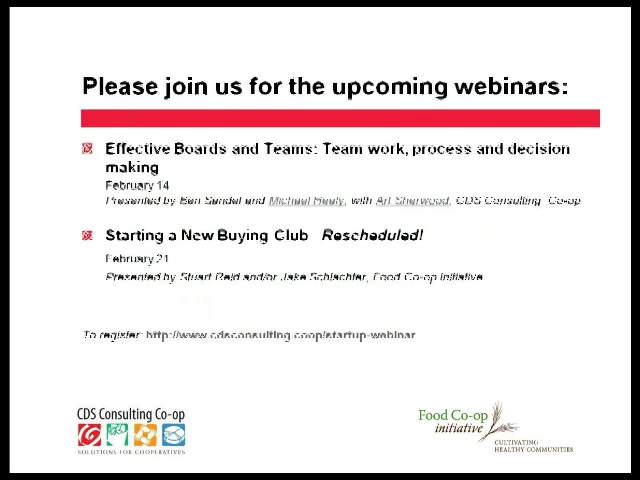 Please join us for the upcoming webinars:
Effective Boards and Teams: Team work, process and decision
making
February 14
Presented by Ben Sandel and Michael Healy, with Art Sherwood, CDS Consulting Co-op
Starting a New Buying Club Rescheduled!
February 21
Presented by Stuart Reid and/or Jake Schlachter, Food Co-op Initiative
To register: http://www.cdsconsulting.coop/startup-webinar
CDS Consulting Co-op
SOLUTIONS FOR COOPERATIVES
Food Co-op
initiative
CULTIVATING
HEALTHY COMMUNITIES